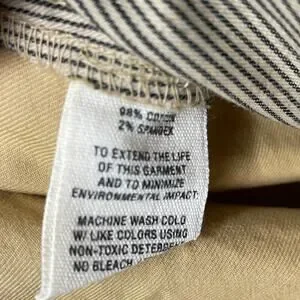 98% COTTON
2% SPANDEX
TO EXTEND THE LIFE
OF THIS GARMENT
AND TO MINIMIZE
ENVIRONMENTAL IMPACT:
MACHINE WASH COLD
W/ LIKE COLORS USING
NON-TOXIC DETERGENT
NO BLEACH,